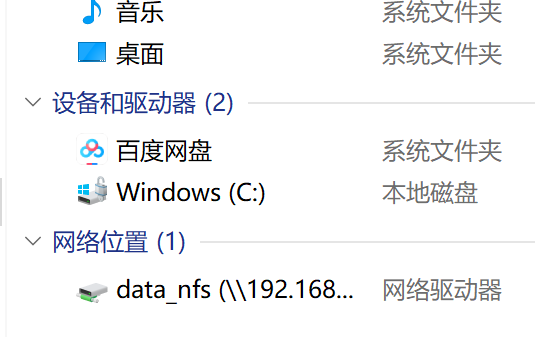 音乐 系统文件夹
桌面 系统文件夹
设备和驱动器 (2)
百度网盘 系统文件夹
Windows (C:) 本地磁盘
网络位置 (1)
data_nfs (\\192.168... 网络驱动器